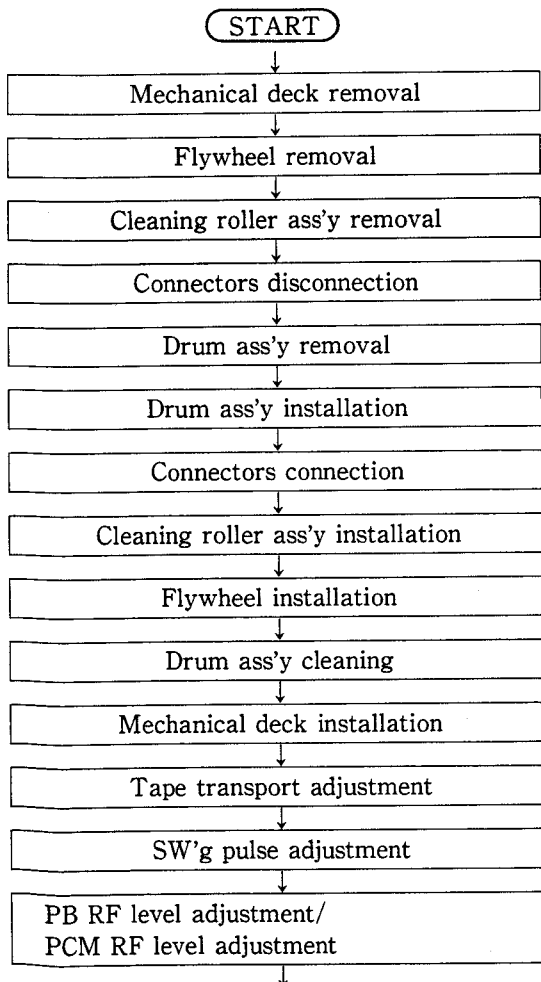 START
Mechanical deck removal
Flywheel removal
Cleaning roller ass'y removal
Connectors disconnection
Drum ass'y removal
Drum ass'y installation
Connectors connection
Cleaning roller ass'y installation
Flywheel installation
Drum ass'y cleaning
Mechanical deck installation
Tape transport adjustment
SW'g pulse adjustment
PB RF level adjustment/
PCM RF level adjustment